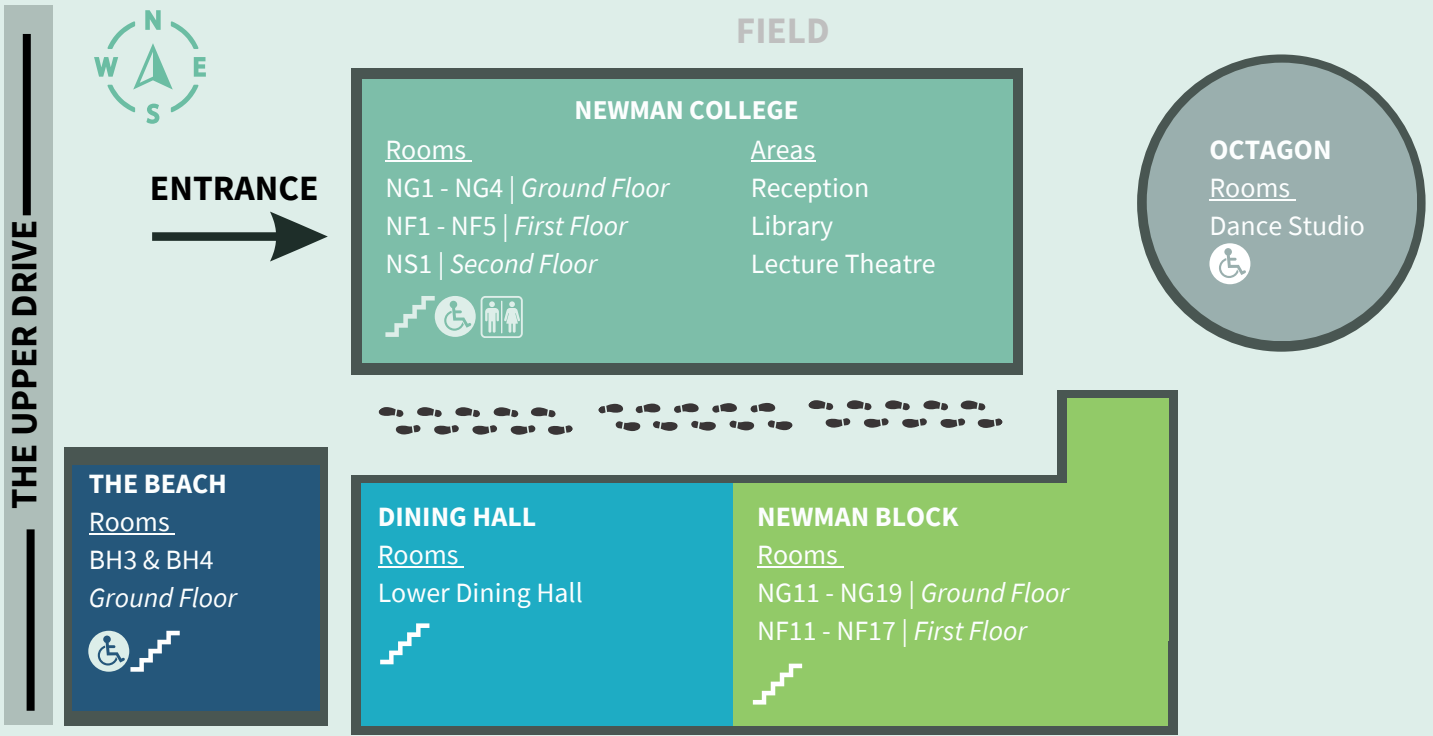 N
W E
S
FIELD
THE UPPER DRIVE
ENTRANCE
NEWMAN COLLEGE
Rooms
NG1 - NG4 | Ground Floor
NF1 - NF5 | First Floor
NS1 | Second Floor
Areas
Reception
Library
Lecture Theatre
OCTAGON
Rooms
Dance Studio
THE BEACH
Rooms
BH3 & BH4
Ground Floor
DINING HALL
Rooms
Lower Dining Hall
NEWMAN BLOCK
Rooms
NG11 - NG19 | Ground Floor
NF11 - NF17 | First Floor